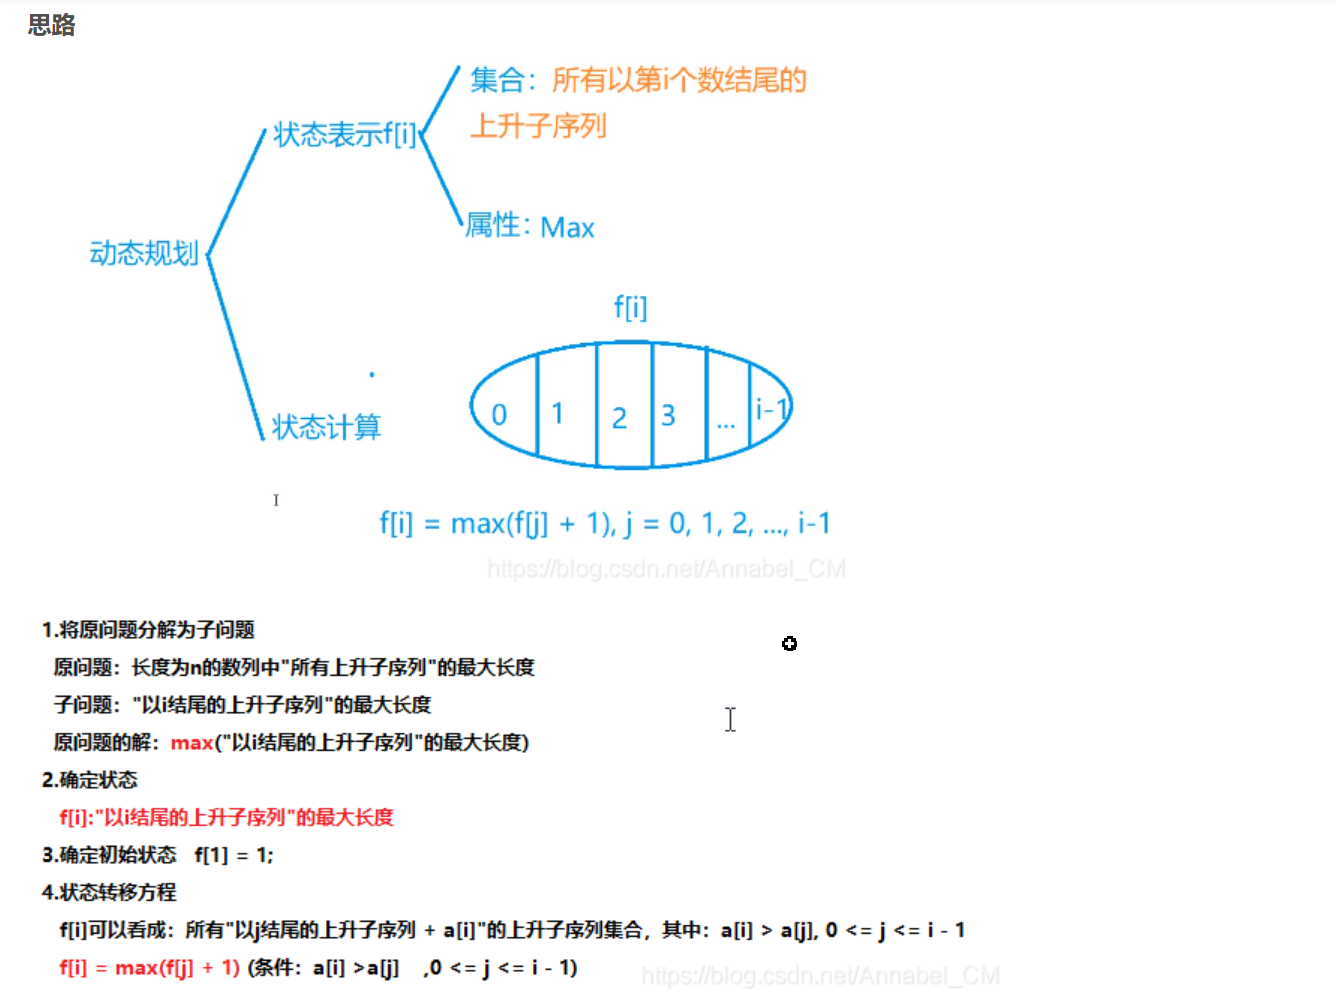 思路
集合：所有以第i个数结尾的
上升子序列
状态表示f[i]
属性：Max
动态规划
f[i]
0 1 2 3 ... i-1
状态计算
f[i] = max(f[j] + 1), j = 0, 1, 2, ..., i-1
https://blog.csdn.net/Annabel_CM
1.将原问题分解为子问题
原问题：长度为n的数列中"所有上升子序列"的最大长度
子问题："以i结尾的上升子序列"的最大长度
原问题的解：max("以i结尾的上升子序列"的最大长度)
2.确定状态
f[i]:"以i结尾的上升子序列"的最大长度
3.确定初始状态 f[1] = 1;
4.状态转移方程
f[i]可以看成：所有"以j结尾的上升子序列 + a[i]"的上升子序列集合，其中：a[i] > a[j], 0 <= j <= i - 1
f[i] = max(f[j] + 1) (条件：a[i] >a[j] ,0 <= j <= i - 1)
https://blog.csdn.net/Annabel_CM